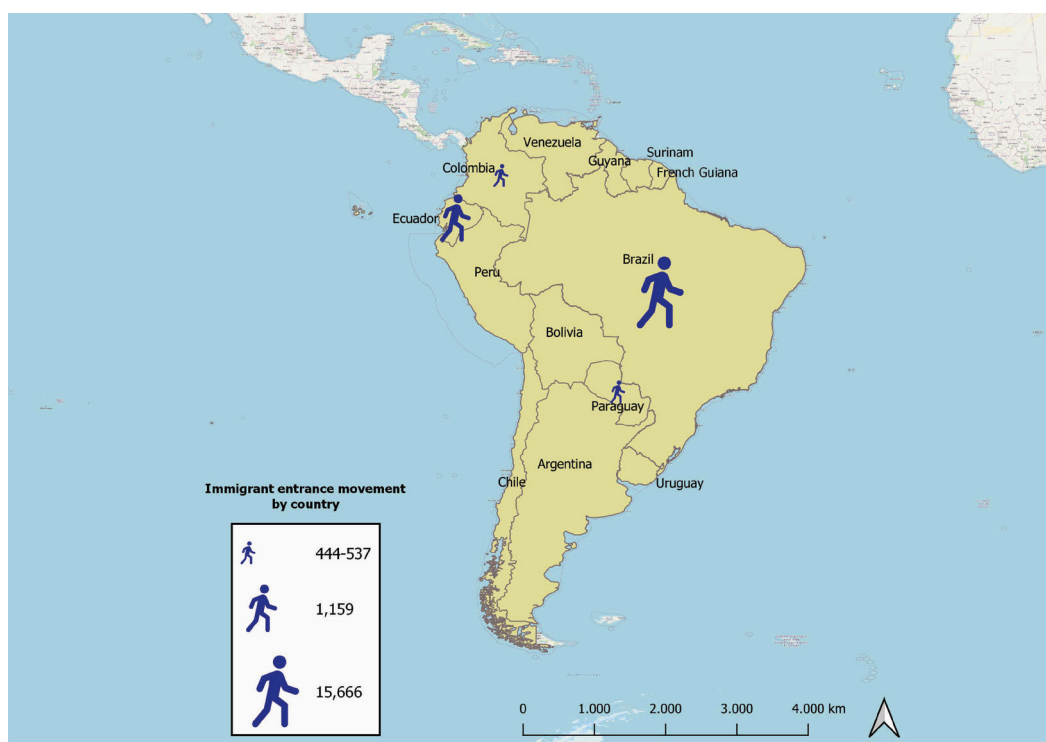 Venezuela
Surinam
Guyana
Colombia
French Guiana
Ecuador
Brazil
Peru
Bolivia
Paraguay
Argentina
Chile
Uruguay
Immigrant entrance movement
by country
444-537
1,159
15,666
0 1.000 2.000 3.000 4.000 km